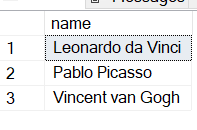 name
1 Leonardo da Vinci
2 Pablo Picasso
3 Vincent van Gogh